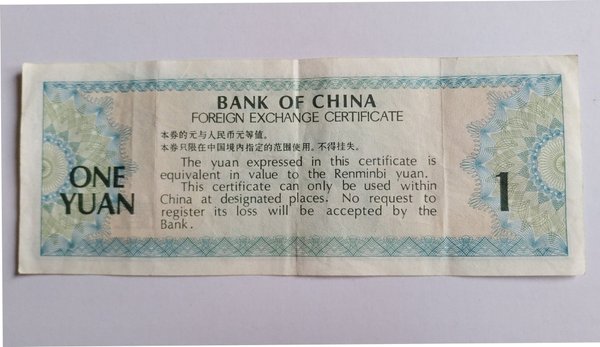 BANK OF CHINA
FOREIGN EXCHANGE CERTIFICATE
本券的元与人民币元等值。
本券只限在中国境内指定的范围使用，不得挂失。
The yuan expressed in this certificate is
equivalent in value to the Renminbi yuan.
This certificate can only be used within
China at designated places. No request to
register its loss will be accepted by the
Bank.
ONE
YUAN
1